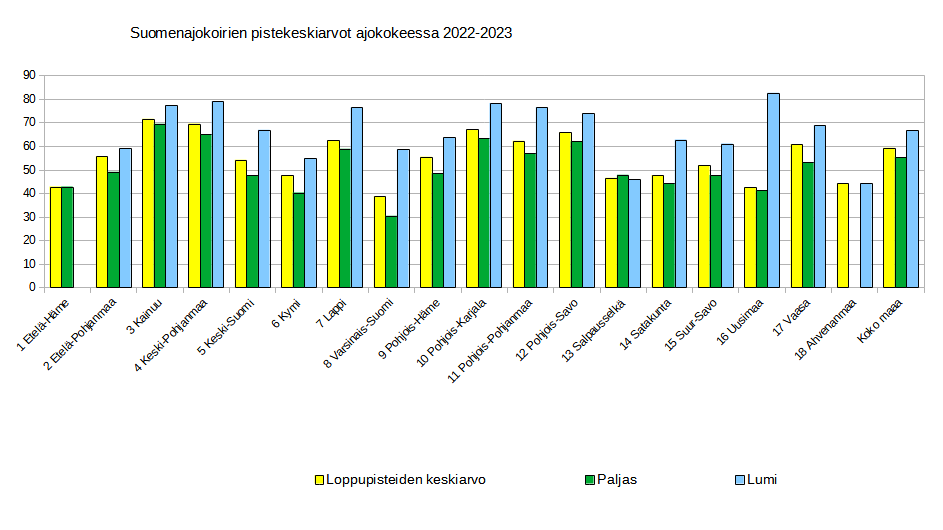 Suomenajokoirien pistekeskiarvot ajokokeessa 2022-2023
90
80
70
60
50
40
30
20
10
0
1 Etelä-Häme
2 Etelä-Pohjanmaa
3 Kainuu
4 Keski-Pohjanmaa
5 Keski-Suomi
6 Kymi
7 Lappi
8 Varsinais-Suomi
9 Pohjois-Häme
10 Pohjois-Karjala
11 Pohjois-Pohjanmaa
12 Pohjois-Savo
13 Salpausselkä
14 Satakunta
15 Suur-Savo
16 Uusimaa
17 Vaasa
18 Ahvenanmaa
Koko maaa
Loppupisteiden keskiarvo
Paljas
Lumi